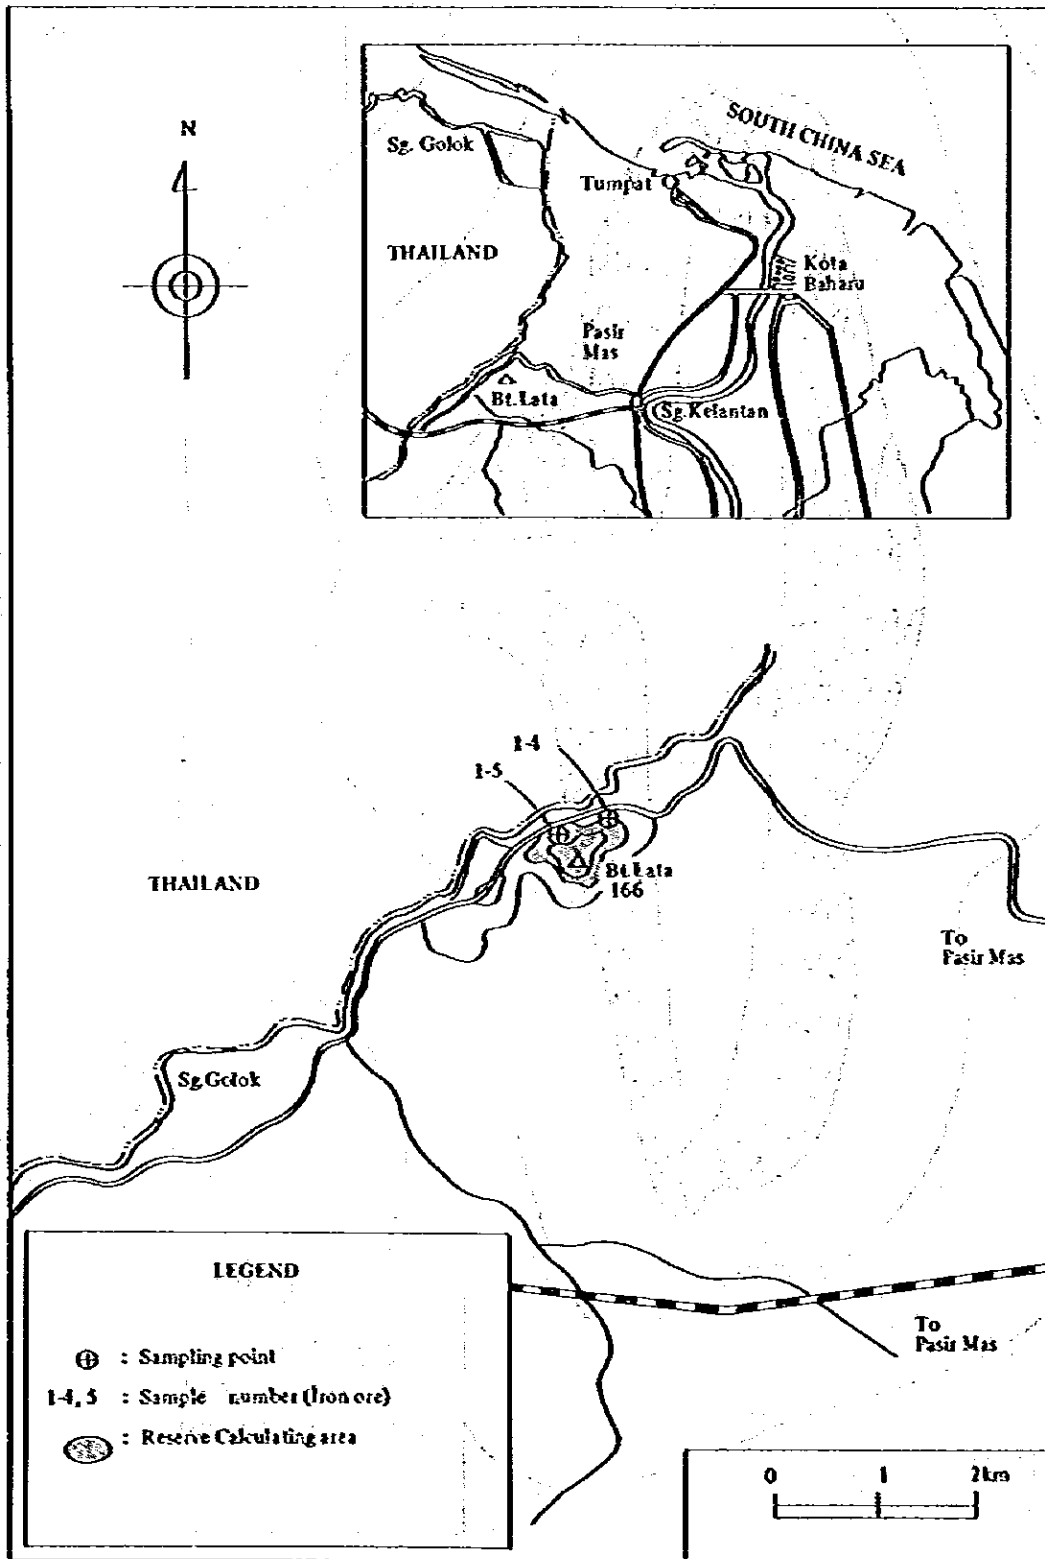 N
SOUTH CHINA SEA
Sg. Golok
Tumpat
THAILAND
Kota
Baharu
Pasir
Mas
Bt. Lata
Sg. Kelantan
1-4
1-5
THAILAND
Bt. Lata
166
To
Pasir Mas
Sg. Golok
LEGEND
: Sampling point
1-4, 5 : Sample number (Iron ore)
: Reserve Calculating area
To
Pasir Mas
0 1 2km